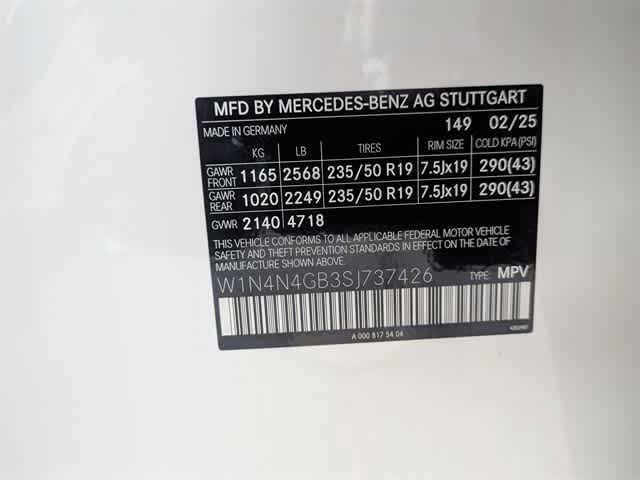 MFD BY MERCEDES-BENZ AG STUTTGART
MADE IN GERMANY 149 02/25
KG LB TIRES RIM SIZE COLD KPA(PSI)
GAWR FRONT 1165 2568 235/50 R19 7.5Jx19 290(43)
GAWR REAR 1020 2249 235/50 R19 7.5Jx19 290(43)
GVWR 2140 4718
THIS VEHICLE CONFORMS TO ALL APPLICABLE FEDERAL MOTOR VEHICLE
SAFETY AND THEFT PREVENTION STANDARDS IN EFFECT ON THE DATE
OF MANUFACTURE SHOWN ABOVE.
W1N4N4GB3SJ737426 TYPE: MPV
A 000 817 54 04